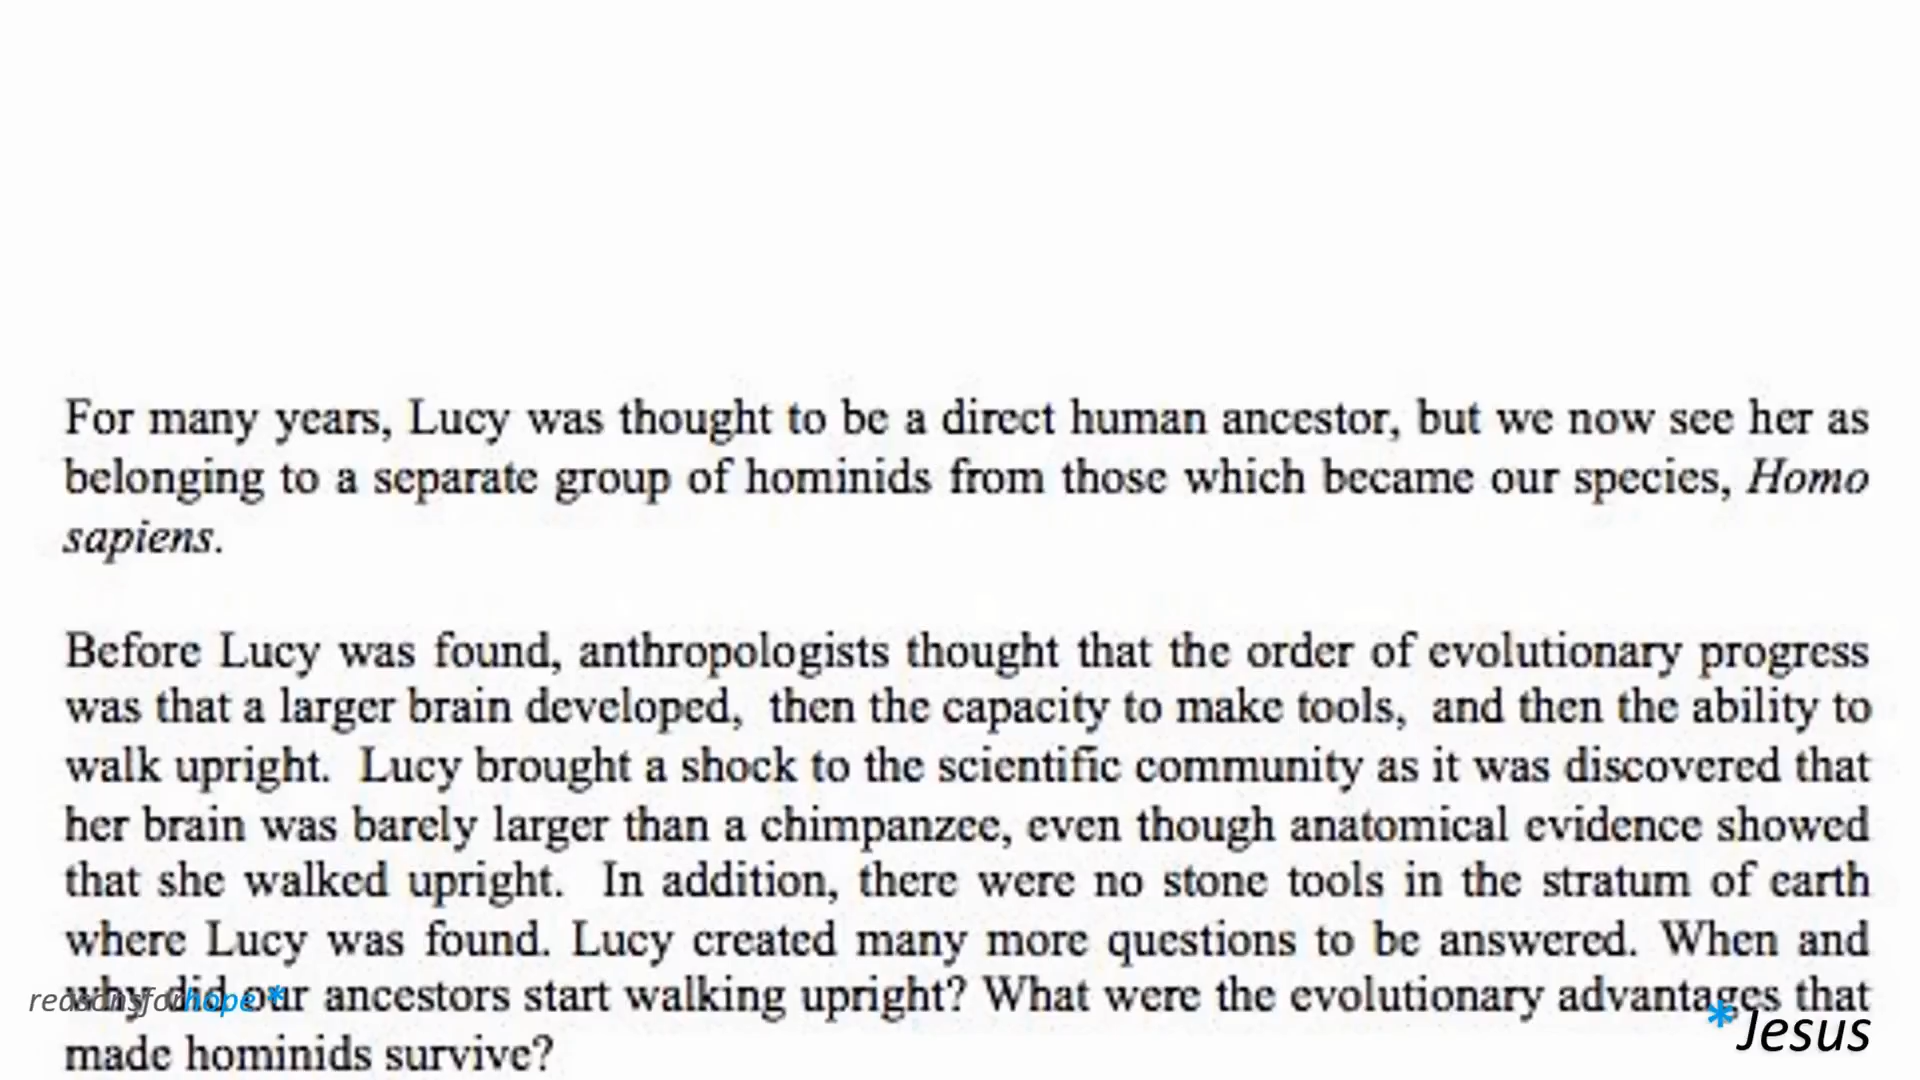 For many years, Lucy was thought to be a direct human ancestor, but we now see her as
belonging to a separate group of hominids from those which became our species, Homo
sapiens.
Before Lucy was found, anthropologists thought that the order of evolutionary progress
was that a larger brain developed, then the capacity to make tools, and then the ability to
walk upright. Lucy brought a shock to the scientific community as it was discovered that
her brain was barely larger than a chimpanzee, even though anatomical evidence showed
that she walked upright. In addition, there were no stone tools in the stratum of earth
where Lucy was found. Lucy created many more questions to be answered. When and
why did our ancestors start walking upright? What were the evolutionary advantages that
made hominids survive?
reasonsforhope*
*Jesus